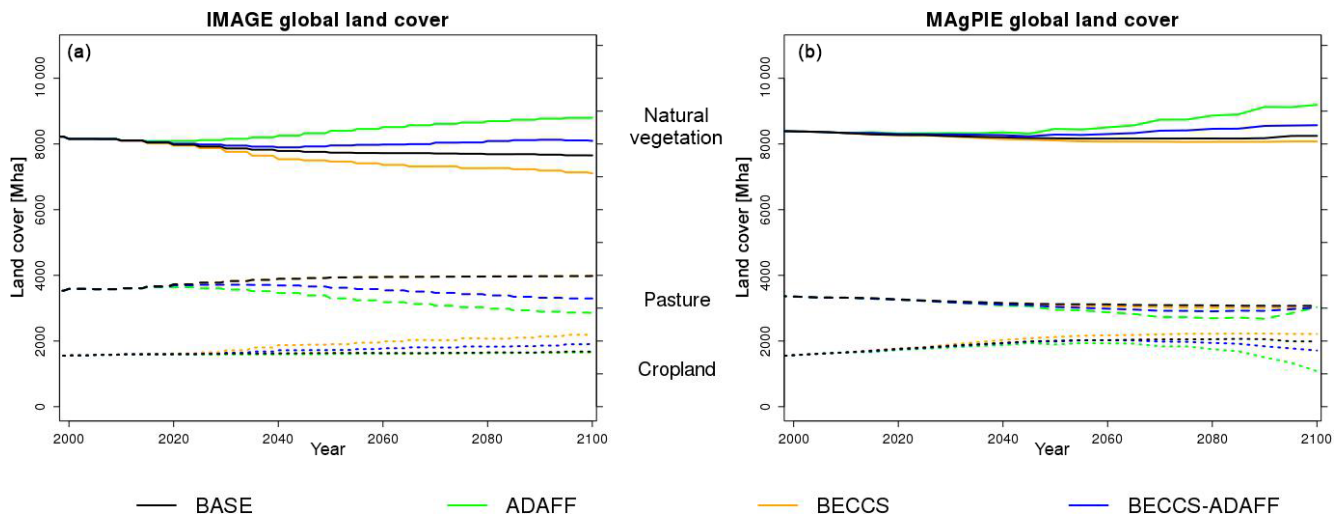 IMAGE global land cover
(a)
Land cover [Mha]
0 2000 4000 6000 8000 10 000
2000 2020 2040 2060 2080 2100
Year
Natural
vegetation
Pasture
Cropland
MAgPIE global land cover
(b)
Land cover [Mha]
0 2000 4000 6000 8000 10 000
2000 2020 2040 2060 2080 2100
Year
BASE ADAFF BECCS BECCS-ADAFF